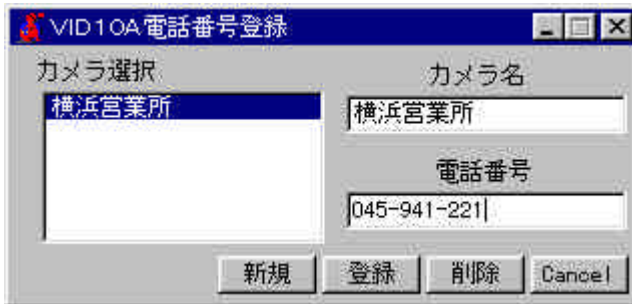 VID10A電話番号登録
カメラ選択
横浜営業所
カメラ名
横浜営業所
電話番号
045-941-221
新規 登録 削除 Cancel